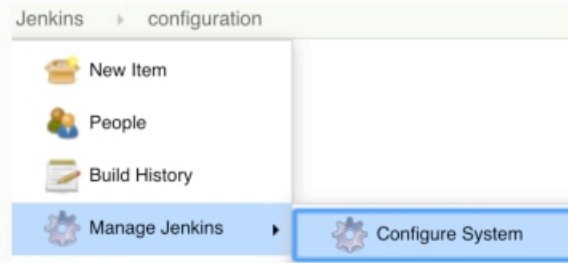 Jenkins configuration
New Item
People
Build History
Manage Jenkins
Configure System